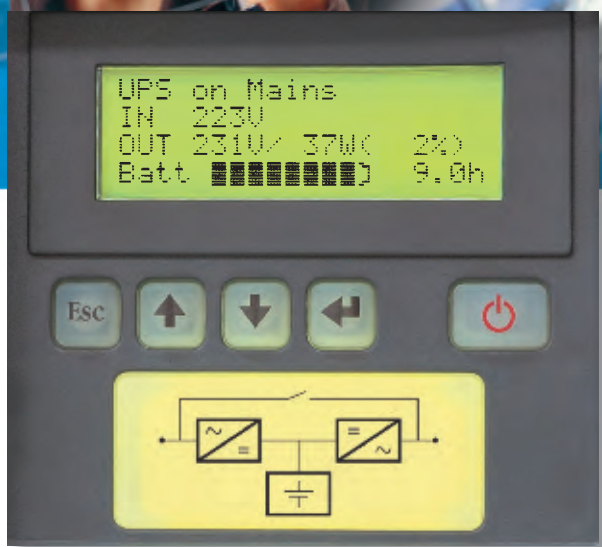 UPS on Mains
IN 223V
OUT 231V/ 37W( 2%)
Batt 9.0h
Esc